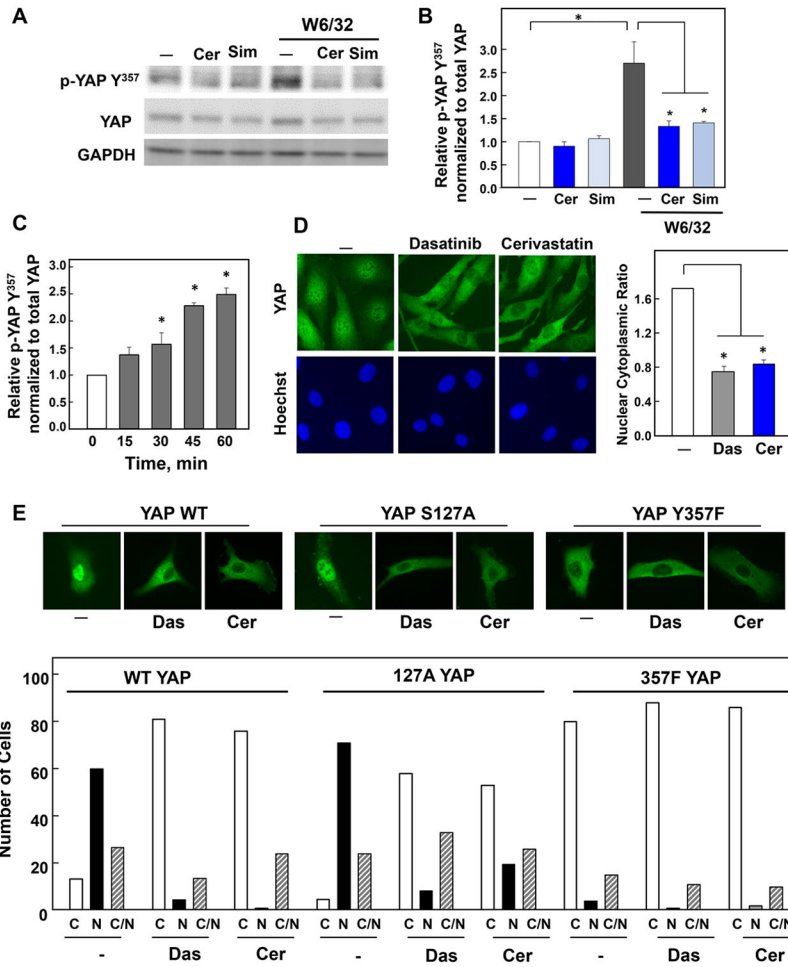 A
W6/32
— Cer Sim — Cer Sim
p-YAP Y357
YAP
GAPDH
B
Relative p-YAP Y357
normalized to total YAP
3.0
2.5
2.0
1.5
1.0
0.0
*
* *
— Cer Sim — Cer Sim
W6/32
C
Relative p-YAP Y357
normalized to total YAP
3.0
2.5
2.0
1.5
1.0
0.0
* * *
0 15 30 45 60
Time, min
D
— Dasatinib Cerivastatin
YAP
Hoechst
Nuclear Cytoplasmic Ratio
1.6
1.2
0.8
0.4
0.0
* *
— Das Cer
E
YAP WT YAP S127A YAP Y357F
— Das Cer — Das Cer — Das Cer
Number of Cells
100
80
60
40
20
0
WT YAP 127A YAP 357F YAP
C N C/N C N C/N C N C/N C N C/N C N C/N C N C/N C N C/N C N C/N C N C/N
- Das Cer - Das Cer - Das Cer